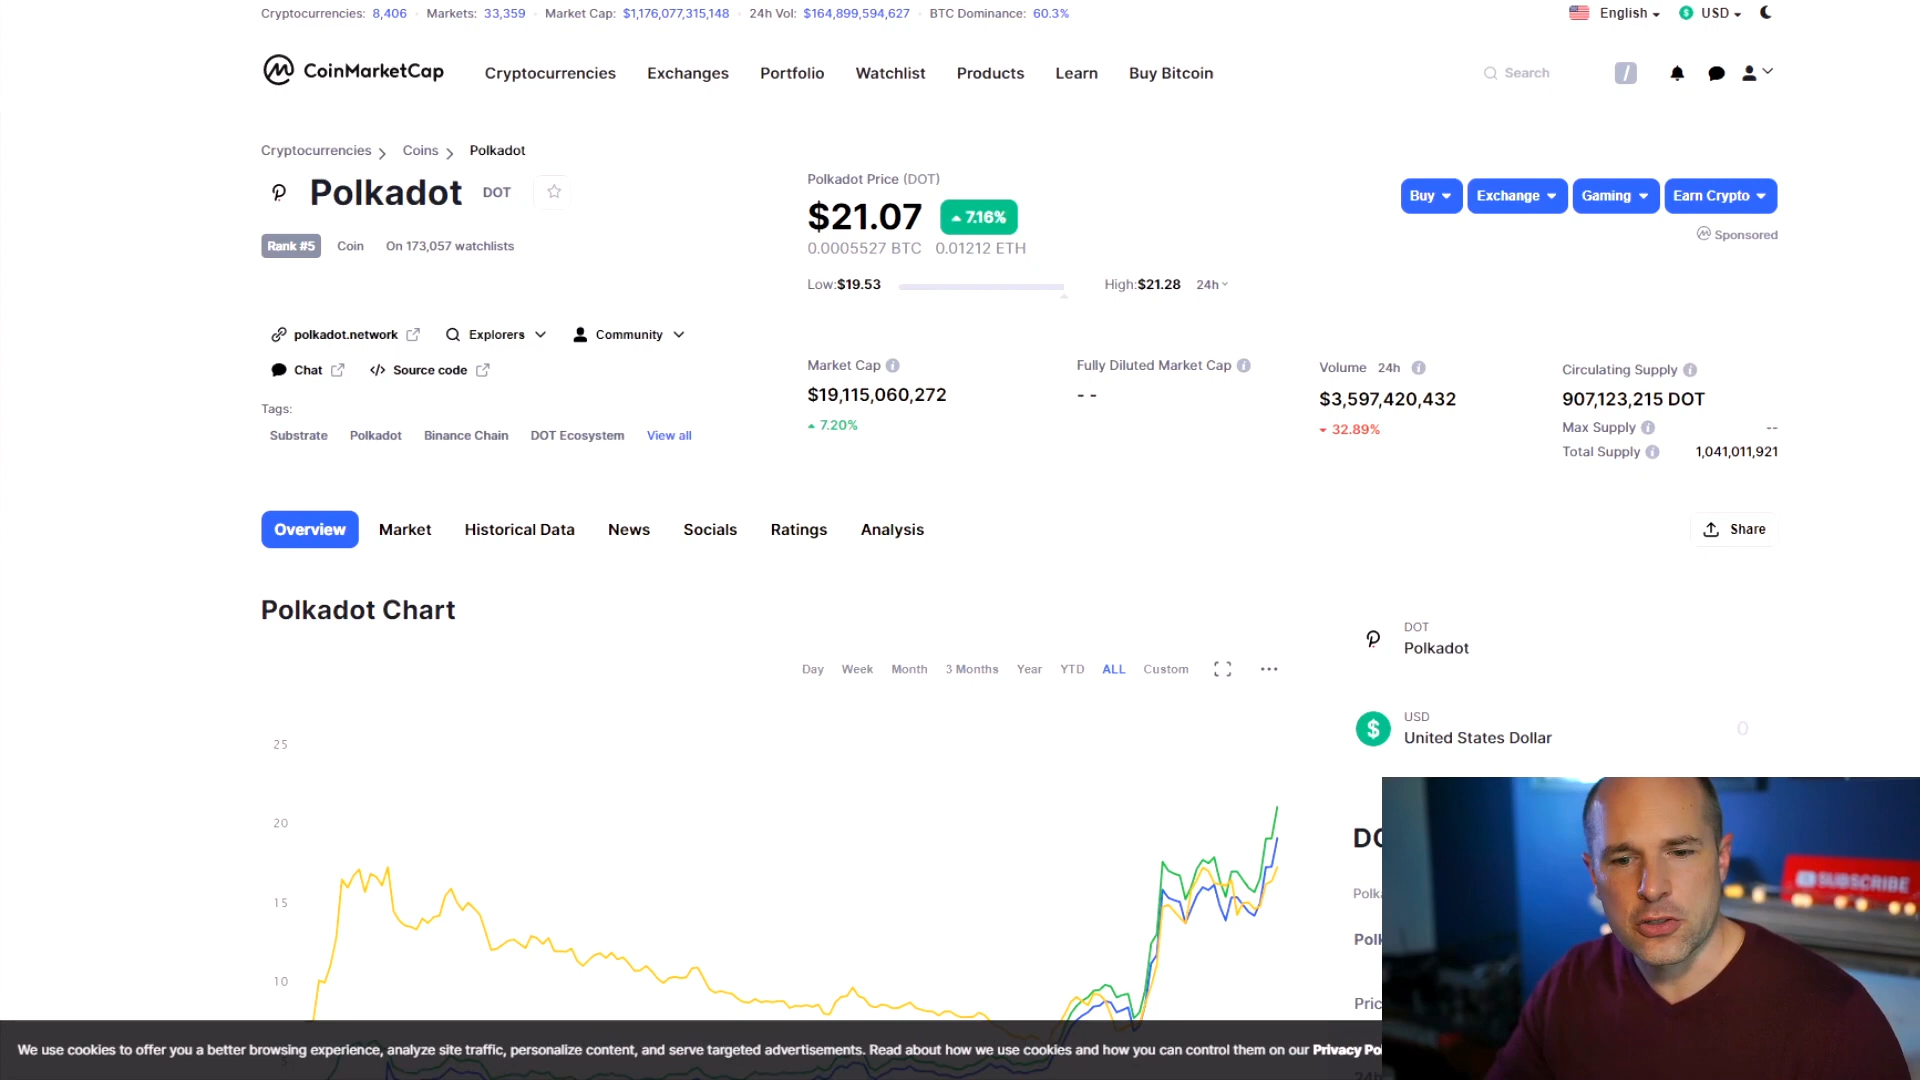 Cryptocurrencies: 8,406 Markets: 33,359 Market Cap: $1,176,077,315,148 24h Vol: $164,899,594,627 BTC Dominance: 60.3% English USD
CoinMarketCap Cryptocurrencies Exchanges Portfolio Watchlist Products Learn Buy Bitcoin Search /
Cryptocurrencies Coins Polkadot
Polkadot DOT
Rank #5 Coin On 173,057 watchlists
Polkadot Price (DOT)
$21.07 7.16%
0.0005527 BTC 0.01212 ETH
Low:$19.53 High:$21.28 24h
Buy Exchange Gaming Earn Crypto
Sponsored
polkadot.network Explorers Community
Chat Source code
Tags:
Substrate Polkadot Binance Chain DOT Ecosystem View all
Market Cap
$19,115,060,272
7.20%
Fully Diluted Market Cap
- -
Volume 24h
$3,597,420,432
32.89%
Circulating Supply
907,123,215 DOT
Max Supply --
Total Supply 1,041,011,921
Overview Market Historical Data News Socials Ratings Analysis Share
Polkadot Chart
Day Week Month 3 Months Year YTD ALL Custom
25
20
15
10
DOT
Polkadot
USD
United States Dollar 0
SUBSCRIBE
We use cookies to offer you a better browsing experience, analyze site traffic, personalize content, and serve targeted advertisements. Read about how we use cookies and how you can control them on our Privacy Po